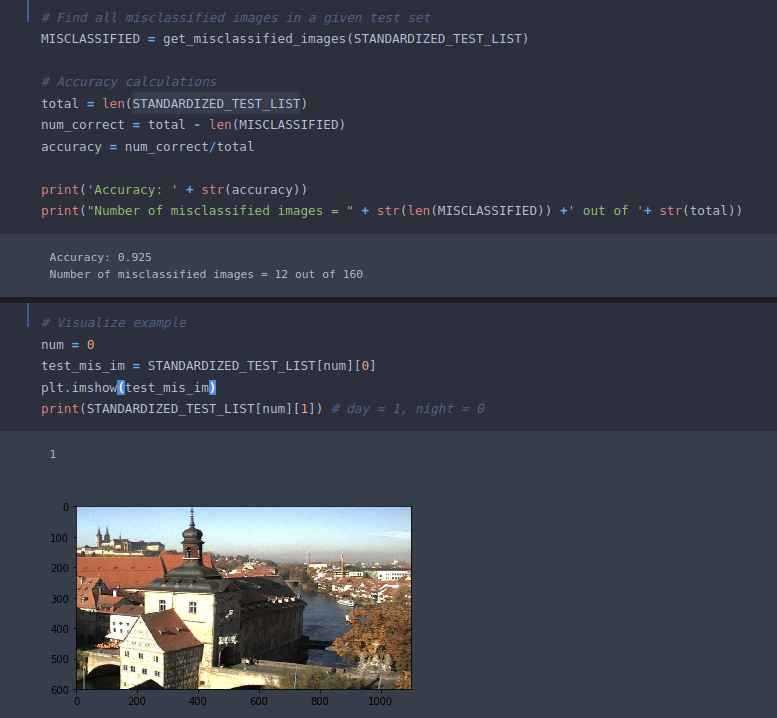 # Find all misclassified images in a given test set
MISCLASSIFIED = get_misclassified_images(STANDARDIZED_TEST_LIST)
# Accuracy calculations
total = len(STANDARDIZED_TEST_LIST)
num_correct = total - len(MISCLASSIFIED)
accuracy = num_correct/total
print('Accuracy: ' + str(accuracy))
print("Number of misclassified images = " + str(len(MISCLASSIFIED)) +' out of '+ str(total))
Accuracy: 0.925
Number of misclassified images = 12 out of 160
# Visualize example
num = 0
test_mis_im = STANDARDIZED_TEST_LIST[num][0]
plt.imshow(test_mis_im)
print(STANDARDIZED_TEST_LIST[num][1]) # day = 1, night = 0
1
0
100
200
300
400
500
600
0 200 400 600 800 1000